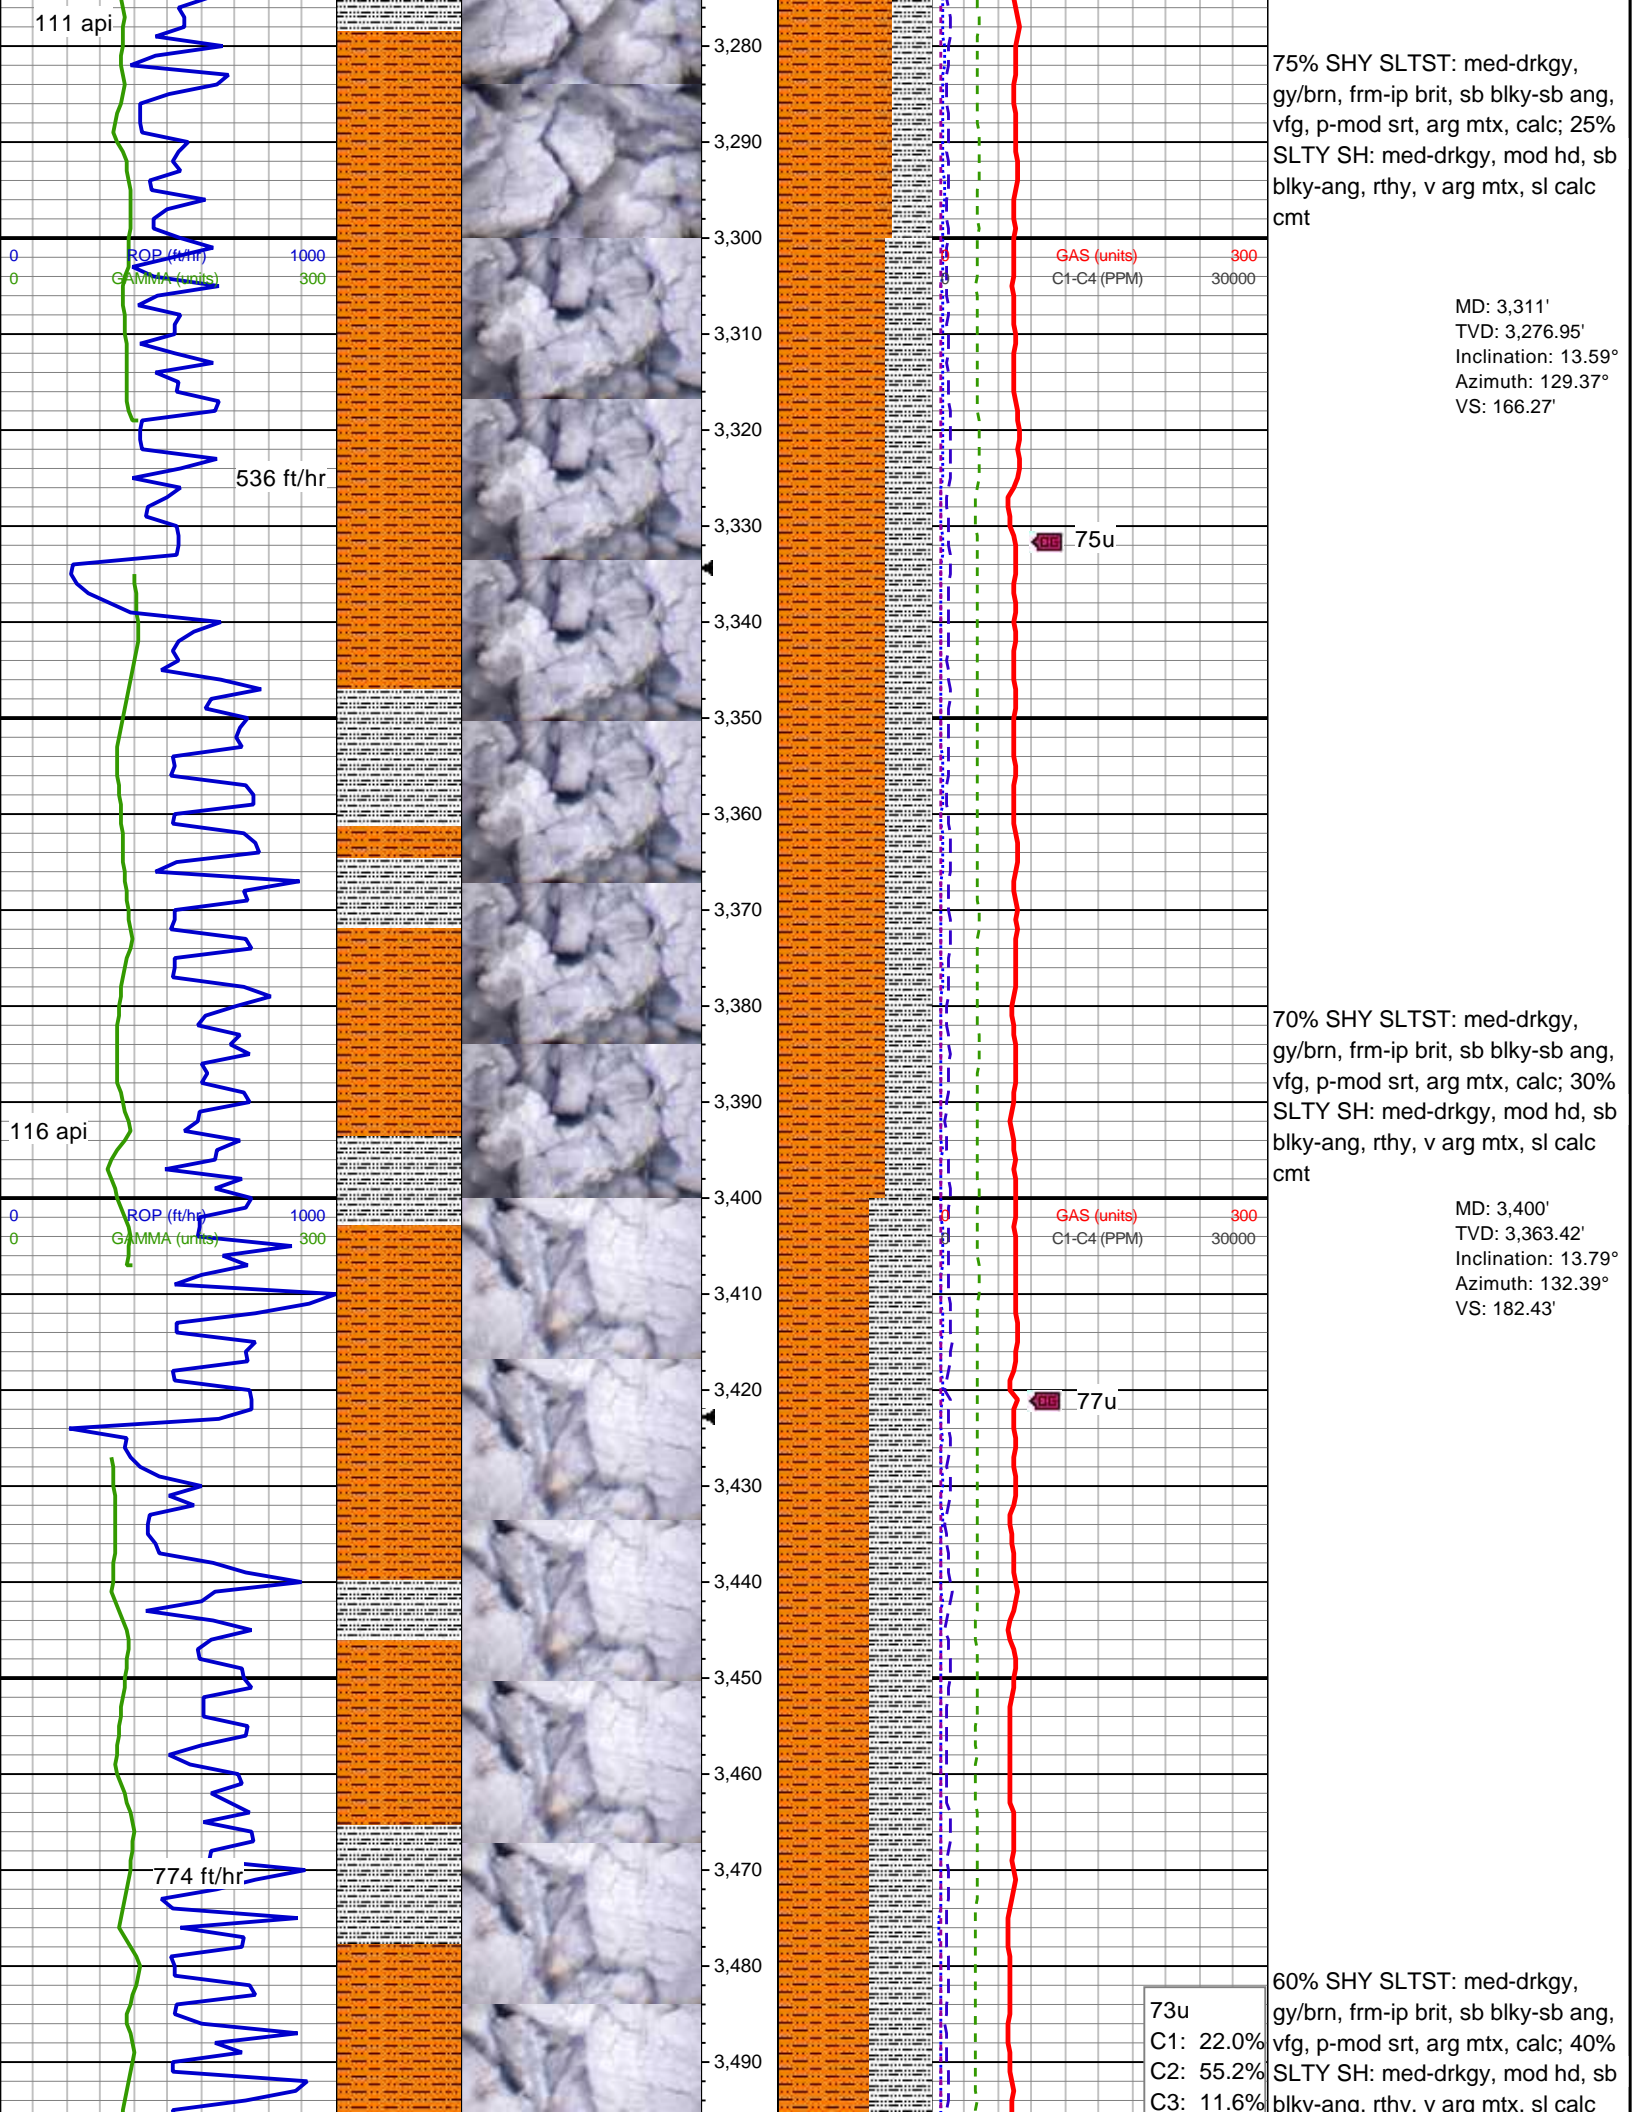 111 api
3,280
75% SHY SLTST: med-drkgy,
gy/brn, frm-ip brit, sb blky-sb ang,
vfg, p-mod srt, arg mtx, calc; 25%
SLTY SH: med-drkgy, mod hd, sb
blky-ang, rthy, v arg mtx, sl calc
cmt
3,290
3,300
0 ROP (ft/hr) 1000
0 GAMMA (units) 300
0 GAS (units) 300
0 C1-C4 (PPM) 30000
MD: 3,311'
TVD: 3,276.95'
Inclination: 13.59°
Azimuth: 129.37°
VS: 166.27'
3,310
3,320
536 ft/hr
3,330
CG 75u
3,340
3,350
3,360
3,370
3,380
70% SHY SLTST: med-drkgy,
gy/brn, frm-ip brit, sb blky-sb ang,
vfg, p-mod srt, arg mtx, calc; 30%
SLTY SH: med-drkgy, mod hd, sb
blky-ang, rthy, v arg mtx, sl calc
cmt
3,390
116 api
3,400
0 ROP (ft/hr) 1000
0 GAMMA (units) 300
0 GAS (units) 300
0 C1-C4 (PPM) 30000
MD: 3,400'
TVD: 3,363.42'
Inclination: 13.79°
Azimuth: 132.39°
VS: 182.43'
3,410
3,420
CG 77u
3,430
3,440
3,450
3,460
3,470
774 ft/hr
3,480
60% SHY SLTST: med-drkgy,
gy/brn, frm-ip brit, sb blky-sb ang,
vfg, p-mod srt, arg mtx, calc; 40%
SLTY SH: med-drkgy, mod hd, sb
blky-ang, rthy, v arg mtx, sl calc
73u
C1: 22.0%
C2: 55.2%
C3: 11.6%
3,490